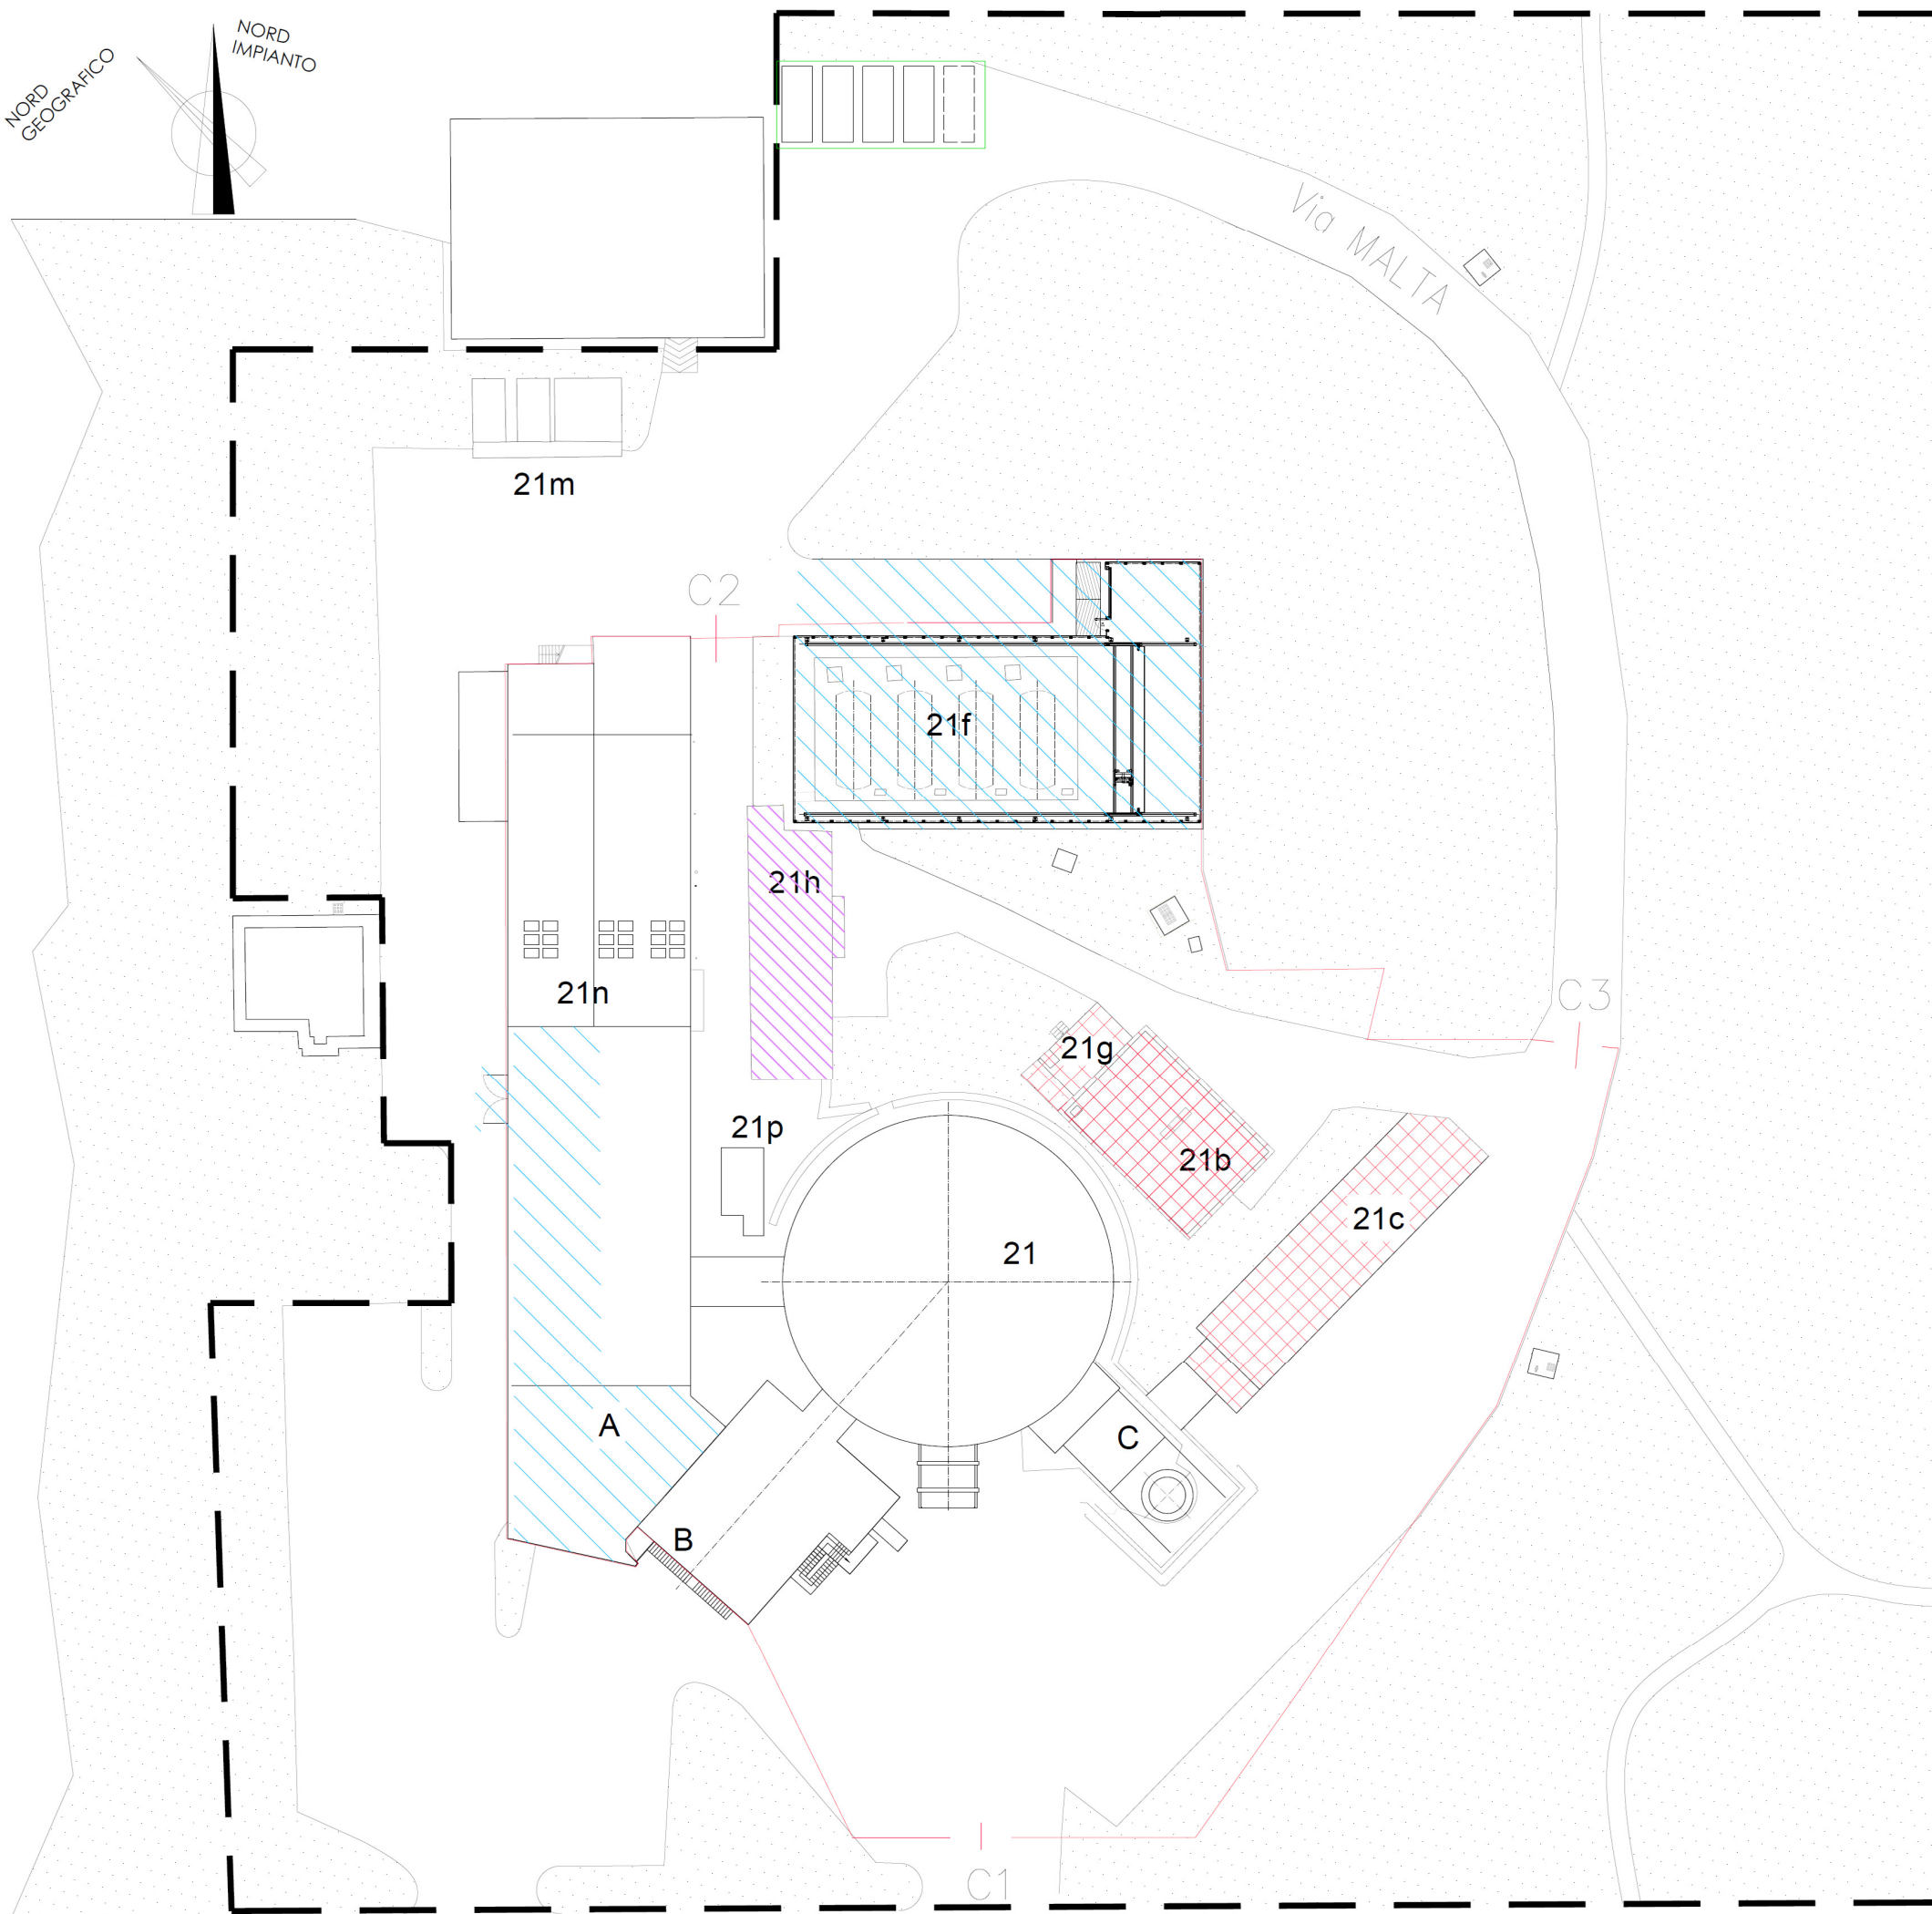 NORD
IMPIANTO
NORD
GEOGRAFICO
Via MALTA
21m
C2
21f
21h
21n
C3
21g
21p
21b
21c
21
A
C
B
C1